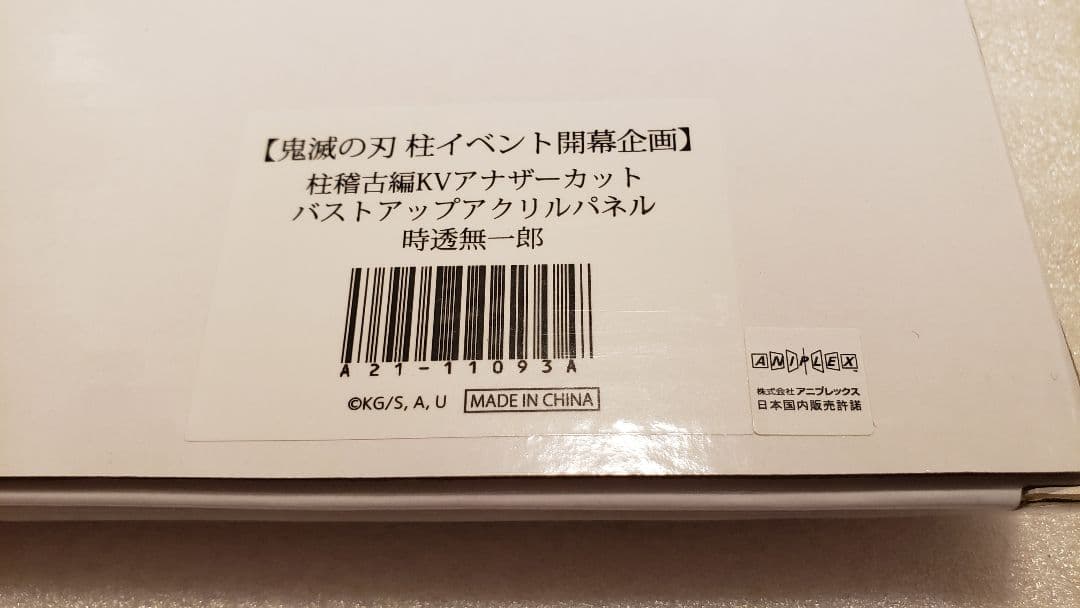 【鬼滅の刃 柱イベント開幕企画】
柱稽古編KVアナザーカット
バストアップアクリルパネル
時透無一郎
A21-11093A
©KG/S, A, U MADE IN CHINA
ANIPLEX
株式会社 アニプレックス
日本国内販売許諾